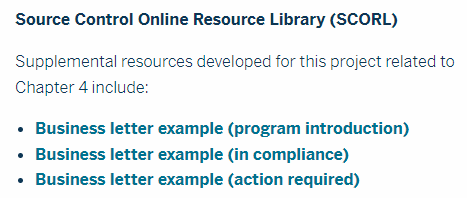 Source Control Online Resource Library (SCORL)
Supplemental resources developed for this project related to
Chapter 4 include:
• Business letter example (program introduction)
• Business letter example (in compliance)
• Business letter example (action required)